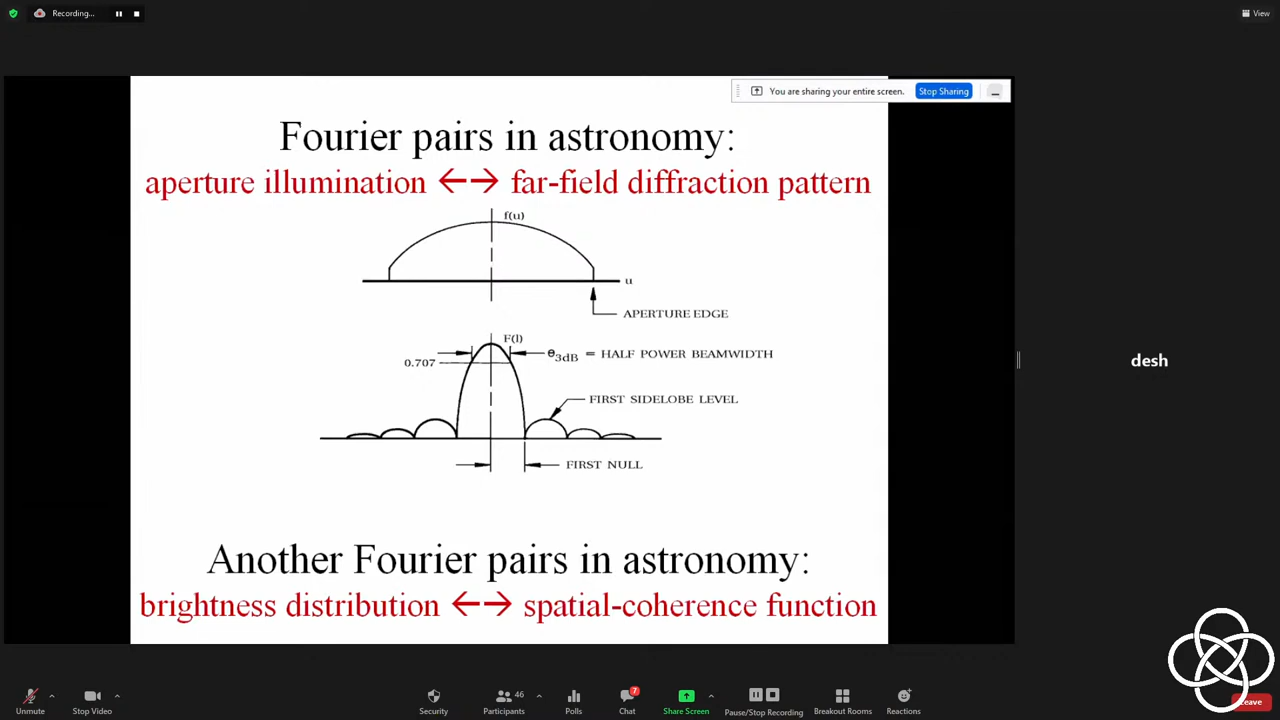 Recording...
View
You are sharing your entire screen.
Stop Sharing
Fourier pairs in astronomy:
aperture illumination ←→ far-field diffraction pattern
f(u)
u
APERTURE EDGE
F(l)
0.707
θ3dB = HALF POWER BEAMWIDTH
FIRST SIDELOBE LEVEL
FIRST NULL
Another Fourier pairs in astronomy:
brightness distribution ←→ spatial-coherence function
desh
Unmute
Stop Video
Security
Participants
46
Polls
Chat
7
Share Screen
Pause/Stop Recording
Breakout Rooms
Reactions
Leave